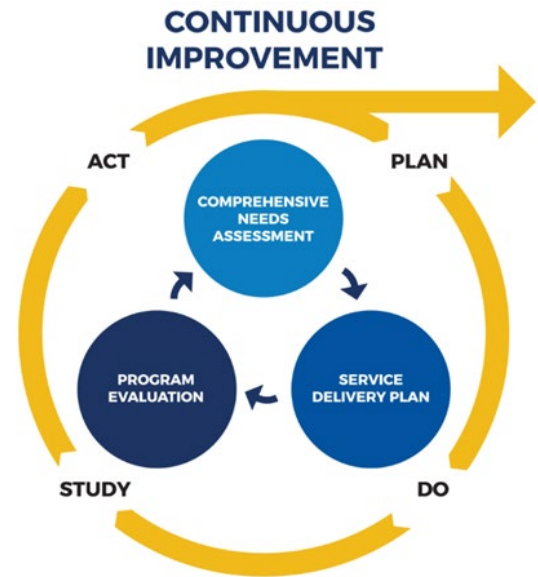 CONTINUOUS
IMPROVEMENT
ACT
PLAN
COMPREHENSIVE
NEEDS
ASSESSMENT
PROGRAM
EVALUATION
SERVICE
DELIVERY PLAN
STUDY
DO